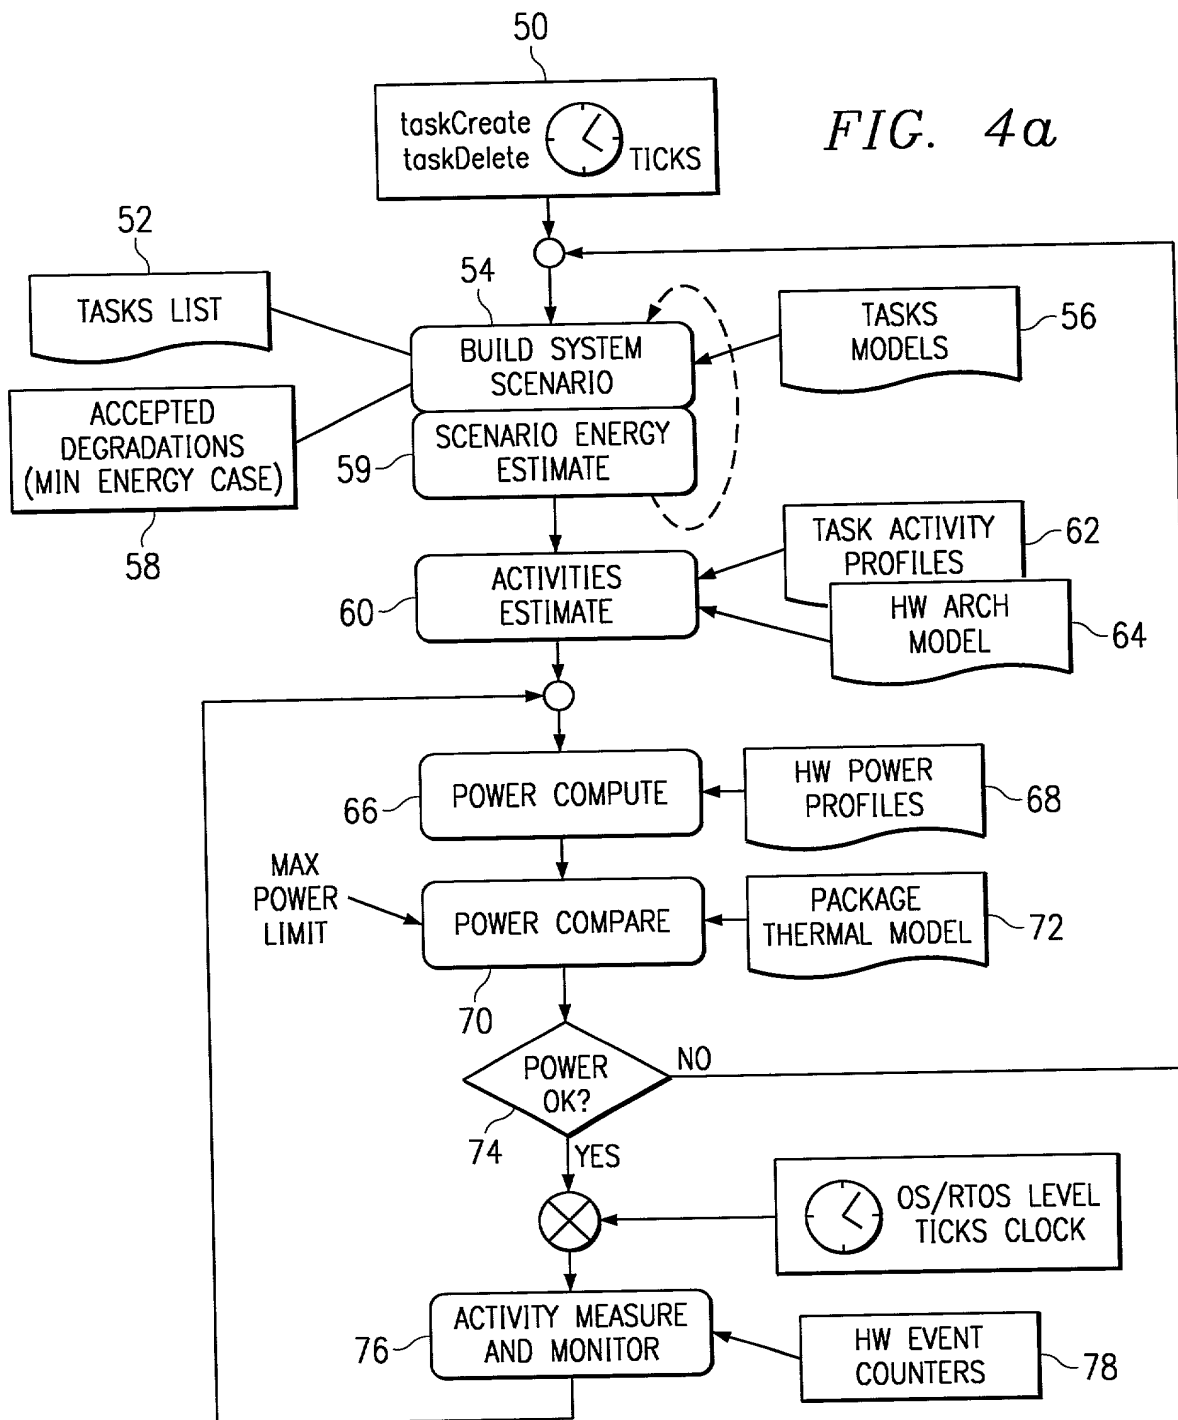 50
taskCreate
taskDelete
TICKS
FIG. 4a
52
TASKS LIST
54
BUILD SYSTEM
SCENARIO
TASKS
MODELS
56
ACCEPTED
DEGRADATIONS
(MIN ENERGY CASE)
58
SCENARIO ENERGY
ESTIMATE
59
TASK ACTIVITY
PROFILES
62
ACTIVITIES
ESTIMATE
60
HW ARCH
MODEL
64
POWER COMPUTE
66
HW POWER
PROFILES
68
MAX
POWER
LIMIT
POWER COMPARE
70
PACKAGE
THERMAL MODEL
72
POWER
OK?
NO
74
YES
OS/RTOS LEVEL
TICKS CLOCK
ACTIVITY MEASURE
AND MONITOR
76
HW EVENT
COUNTERS
78